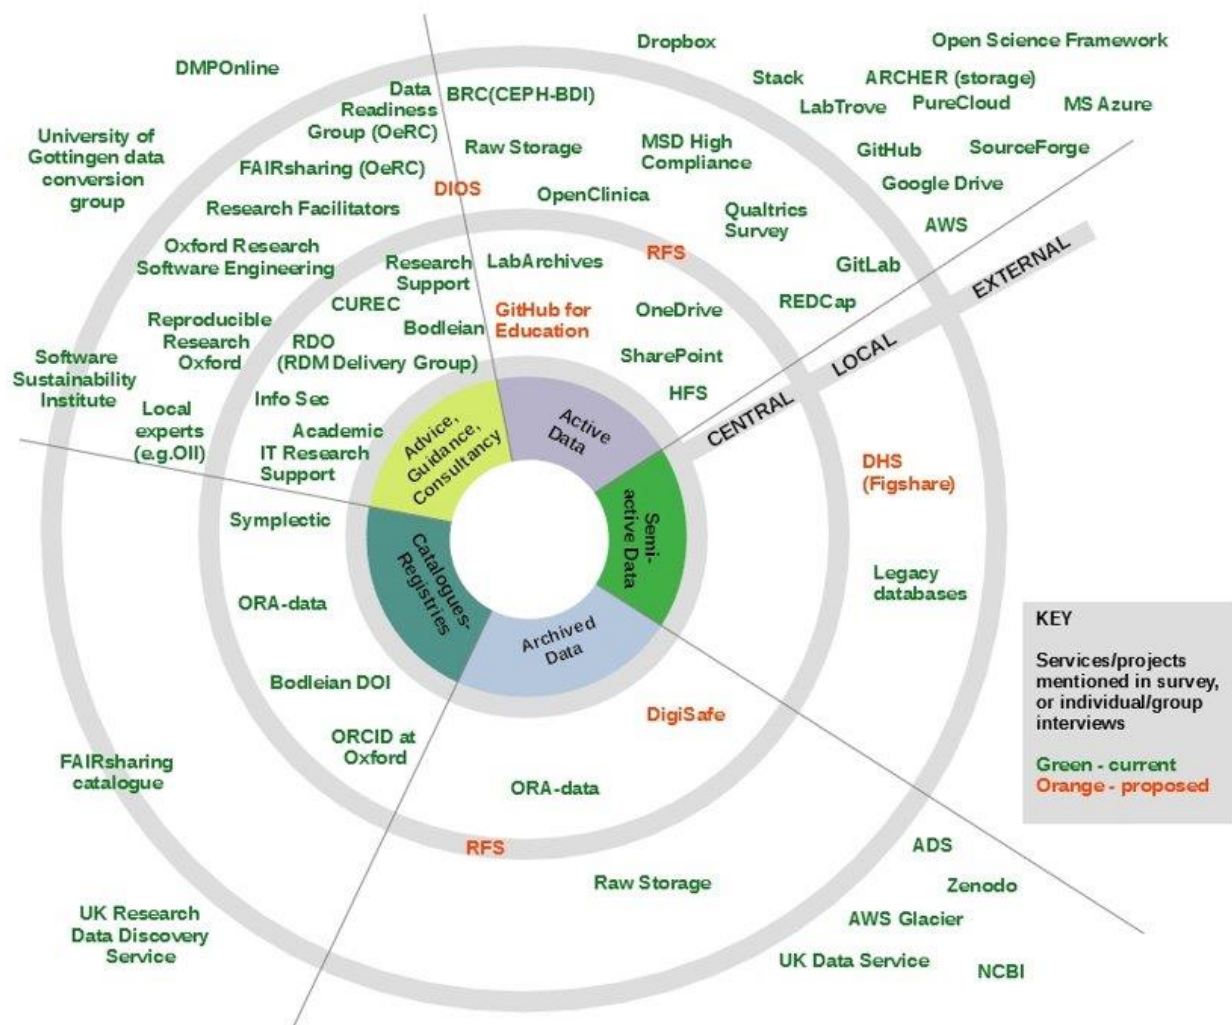 Dropbox
Open Science Framework
DMPOnline
Stack
ARCHER (storage)
Data
Readiness
Group (OeRC)
BRC(CEPH-BDI)
LabTrove
PureCloud
MS Azure
University of
Gottingen data
conversion
group
Raw Storage
MSD High
Compliance
GitHub
SourceForge
FAIRsharing (OeRC)
DIOS
OpenClinica
Google Drive
Research Facilitators
Qualtrics
Survey
AWS
Oxford Research
Software Engineering
Research
Support
LabArchives
RFS
GitLab
EXTERNAL
CUREC
GitHub for
Education
OneDrive
REDCap
Reproducible
Research
Oxford
RDO
(RDM Delivery Group)
Bodleian
SharePoint
LOCAL
Software
Sustainability
Institute
Info Sec
HFS
CENTRAL
Local
experts
(e.g.OII)
Academic
IT Research
Support
Advice,
Guidance,
Consultancy
Active
Data
DHS
(Figshare)
Symplectic
Semi-
active Data
Catalogues-
Registries
Legacy
databases
ORA-data
Archived
Data
KEY
Services/projects
mentioned in survey,
or individual/group
interviews
Green - current
Orange - proposed
Bodleian DOI
DigiSafe
ORCID at
Oxford
FAIRsharing
catalogue
ORA-data
RFS
ADS
Raw Storage
Zenodo
UK Research
Data Discovery
Service
AWS Glacier
UK Data Service
NCBI